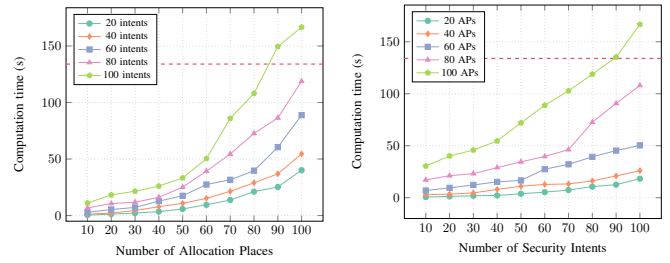 Computation time (s)
150
100
50
0
20 intents
40 intents
60 intents
80 intents
100 intents
10 20 30 40 50 60 70 80 90 100
Number of Allocation Places
Computation time (s)
150
100
50
0
20 APs
40 APs
60 APs
80 APs
100 APs
10 20 30 40 50 60 70 80 90 100
Number of Security Intents